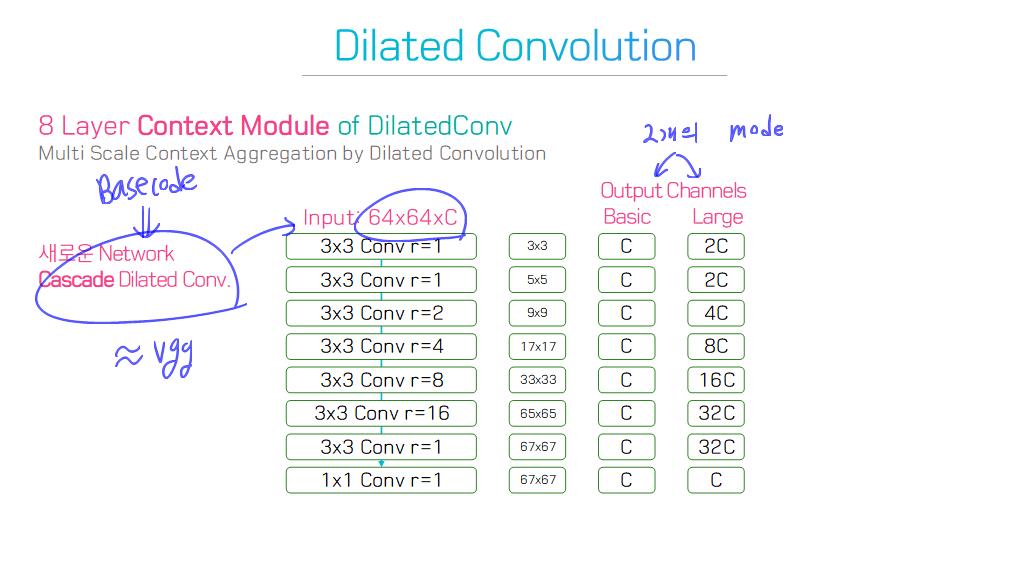 Dilated Convolution
8 Layer Context Module of DilatedConv
Multi Scale Context Aggregation by Dilated Convolution
2개의 mode
Basecode
Output Channels
Input: 64x64xC Basic Large
새로운 Network
Cascade Dilated Conv.
≈ vgg
3x3 Conv r=1 3x3 C 2C
3x3 Conv r=1 5x5 C 2C
3x3 Conv r=2 9x9 C 4C
3x3 Conv r=4 17x17 C 8C
3x3 Conv r=8 33x33 C 16C
3x3 Conv r=16 65x65 C 32C
3x3 Conv r=1 67x67 C 32C
1x1 Conv r=1 67x67 C C